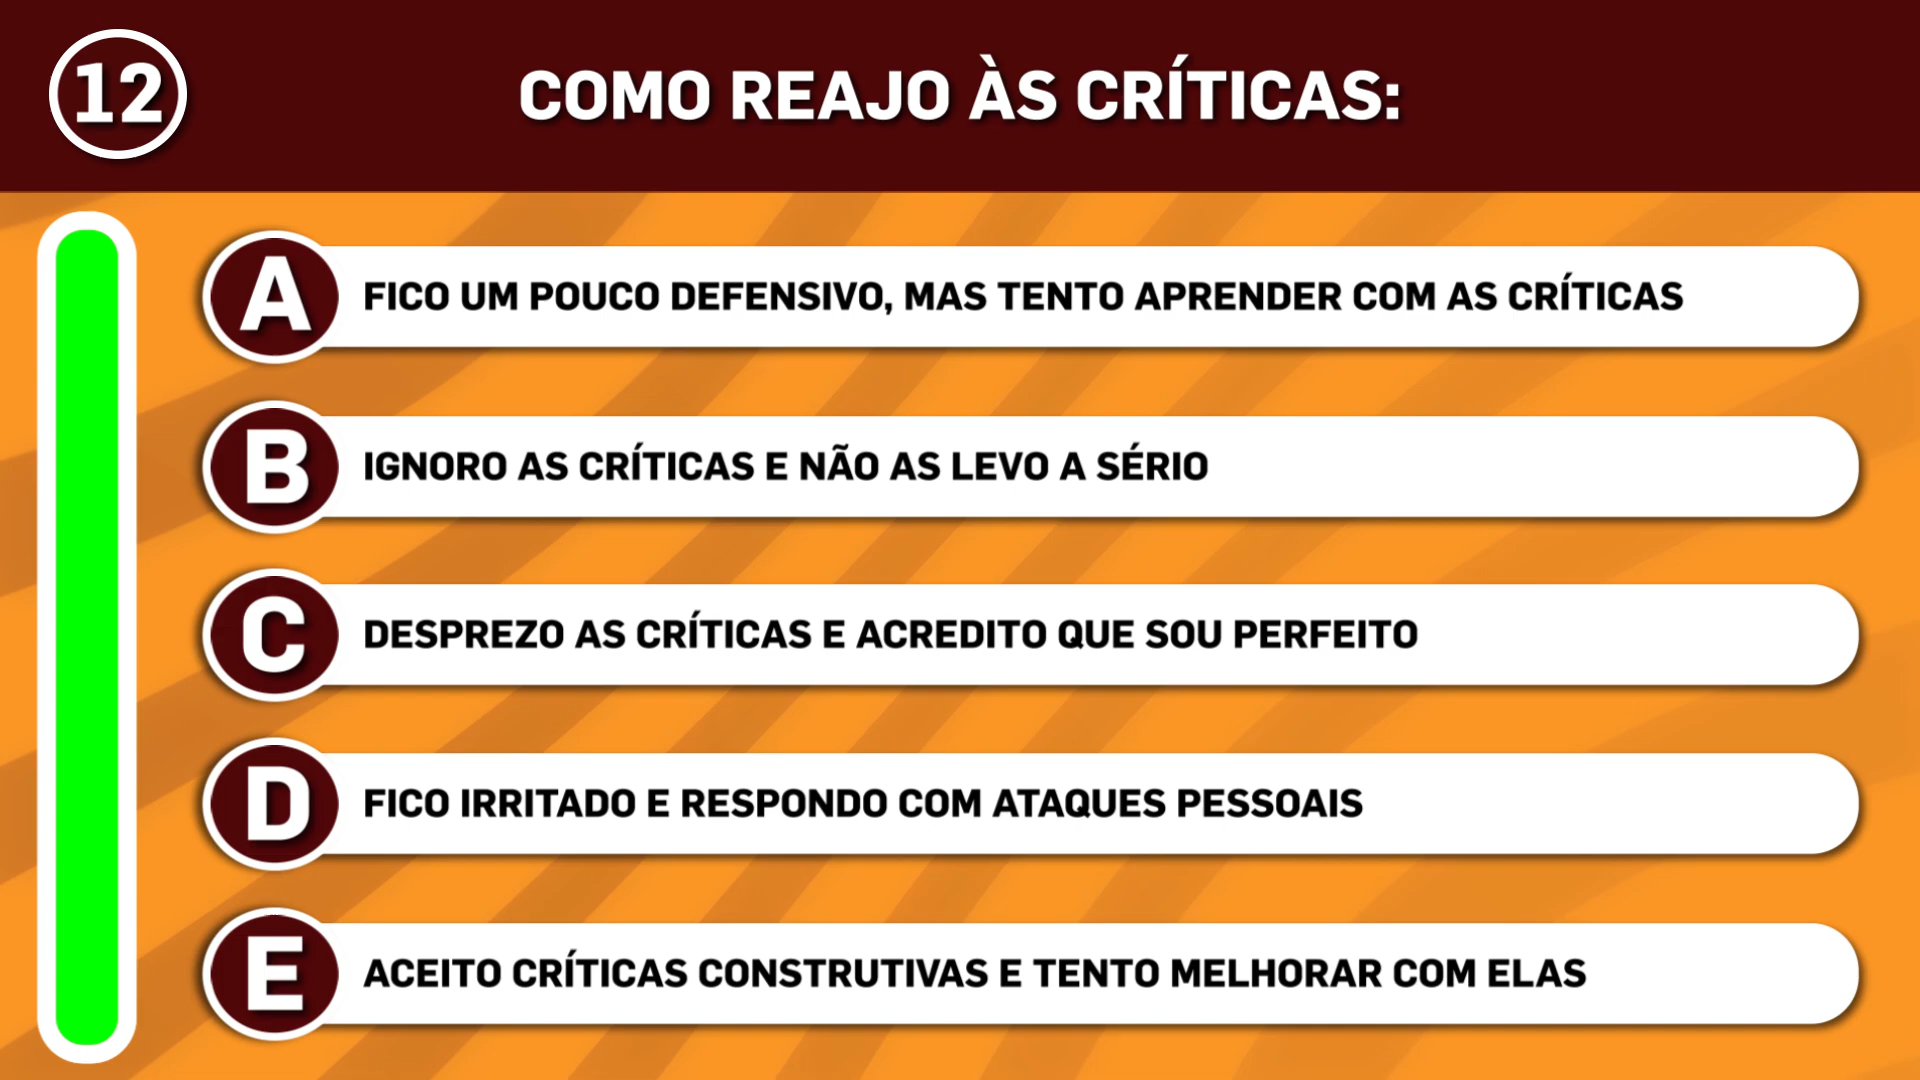 12
COMO REAJO ÀS CRÍTICAS:
A
FICO UM POUCO DEFENSIVO, MAS TENTO APRENDER COM AS CRÍTICAS
B
IGNORO AS CRÍTICAS E NÃO AS LEVO A SÉRIO
C
DESPREZO AS CRÍTICAS E ACREDITO QUE SOU PERFEITO
D
FICO IRRITADO E RESPONDO COM ATAQUES PESSOAIS
E
ACEITO CRÍTICAS CONSTRUTIVAS E TENTO MELHORAR COM ELAS